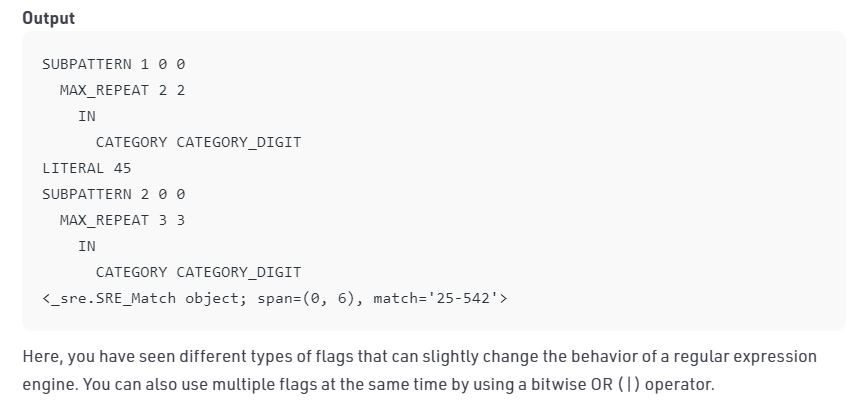 Output
SUBPATTERN 1 0 0
  MAX_REPEAT 2 2
    IN
      CATEGORY CATEGORY_DIGIT
LITERAL 45
SUBPATTERN 2 0 0
  MAX_REPEAT 3 3
    IN
      CATEGORY CATEGORY_DIGIT
<_sre.SRE_Match object; span=(0, 6), match='25-542'>
Here, you have seen different types of flags that can slightly change the behavior of a regular expression
engine. You can also use multiple flags at the same time by using a bitwise OR (|) operator.